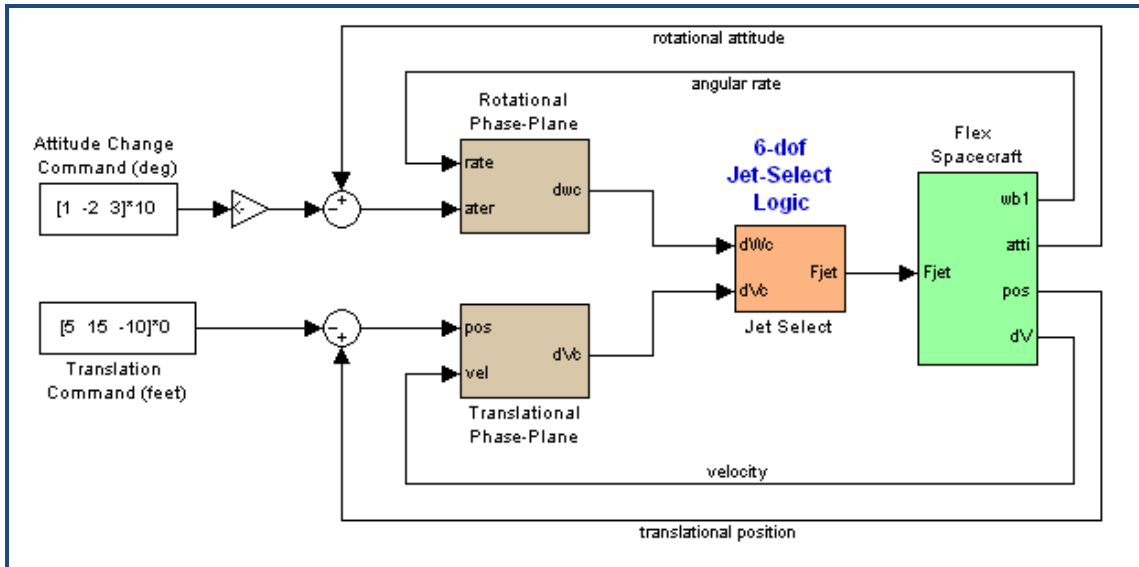 rotational attitude
angular rate
Rotational
Phase-Plane
Attitude Change
Command (deg)
[1 -2 3]*10
rate
ater
dwc
6-dof
Jet-Select
Logic
Flex
Spacecraft
wb1
atti
pos
dV
Fjet
dWc
dVc
Fjet
Jet Select
[5 15 -10]*0
Translation
Command (feet)
pos
vel
dVc
Translational
Phase-Plane
velocity
translational position